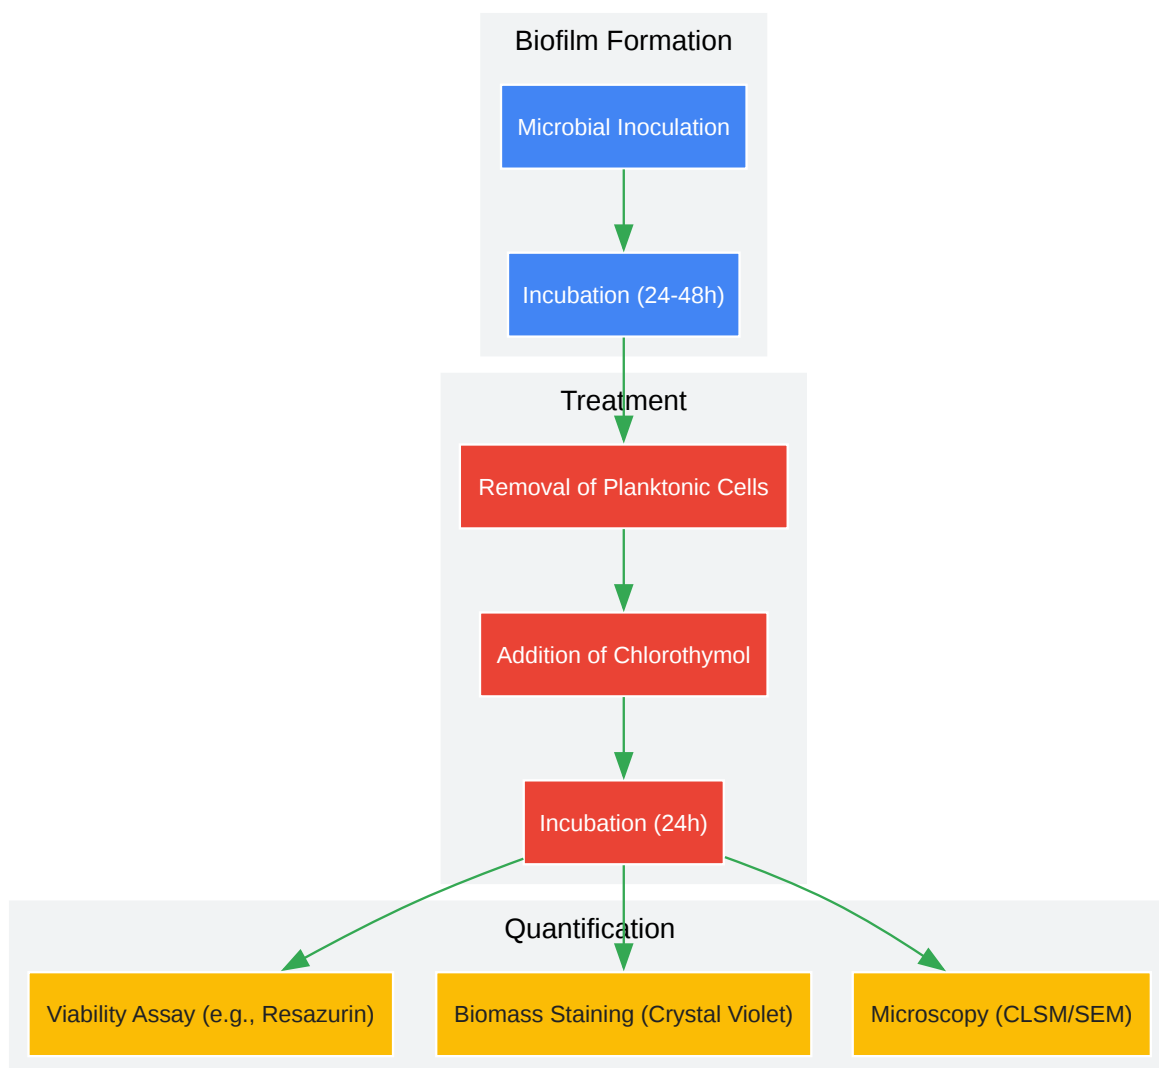 Biofilm Formation
Microbial Inoculation
Incubation (24-48h)
Treatment
Removal of Planktonic Cells
Addition of Chlorothymol
Incubation (24h)
Quantification
Viability Assay (e.g., Resazurin)
Biomass Staining (Crystal Violet)
Microscopy (CLSM/SEM)